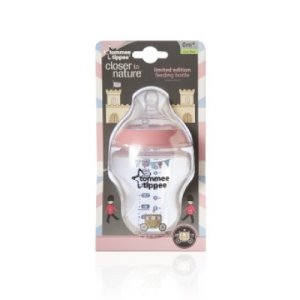 tommee
tippee
closer to
nature
0m+
limited edition
feeding bottle
tommee
tippee